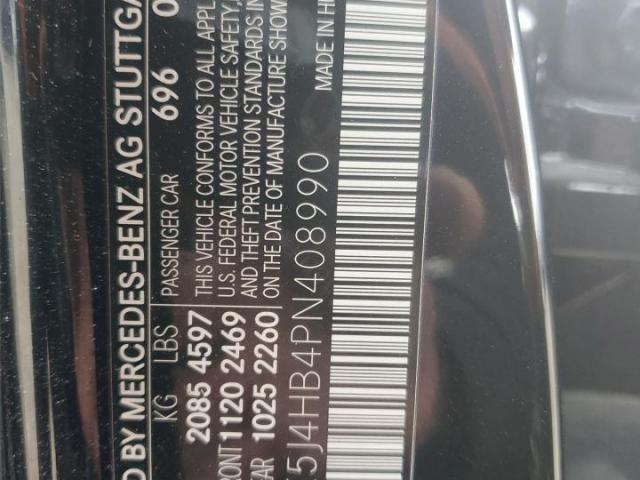 D BY MERCEDES-BENZ AG STUTTGA
KG LBS PASSENGER CAR 696 0
2085 4597 THIS VEHICLE CONFORMS TO ALL APPL
RONT 1120 2469 U.S. FEDERAL MOTOR VEHICLE SAFETY,
EAR 1025 2260 AND THEFT PREVENTION STANDARDS IN
ON THE DATE OF MANUFACTURE SHOW
5J4HB4PN408990
MADE IN H